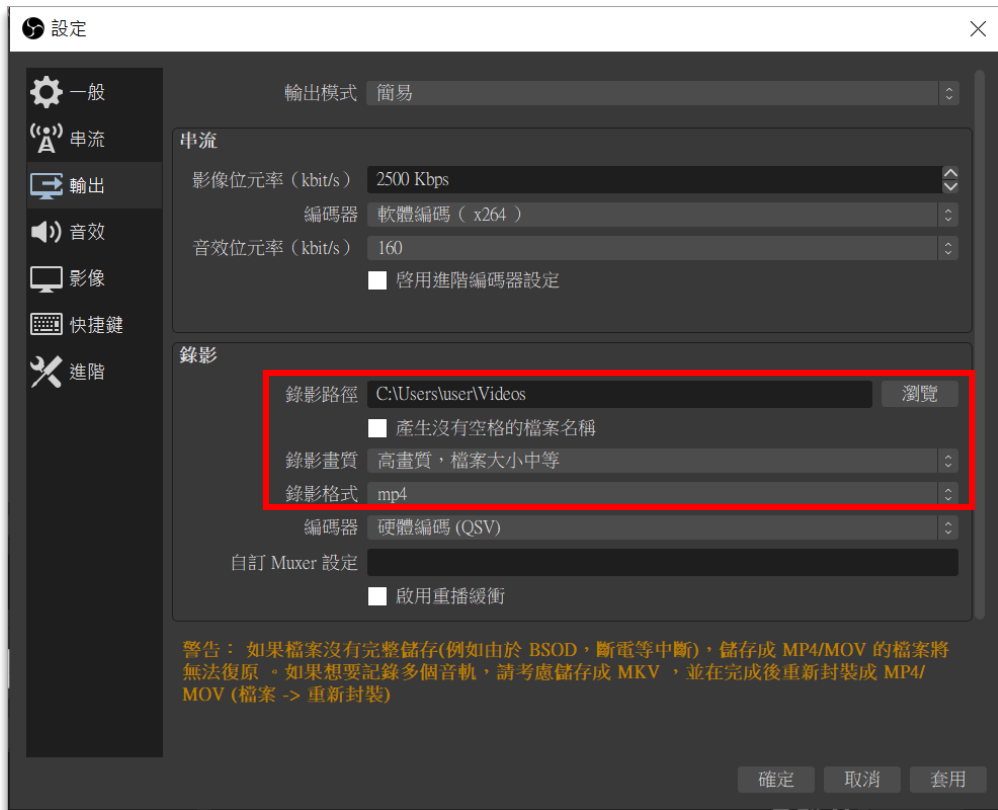 設定
一般
串流
輸出
音效
影像
快捷鍵
進階
輸出模式 簡易
串流
影像位元率（kbit/s） 2500 Kbps
編碼器 軟體編碼（ x264 ）
音效位元率（kbit/s） 160
啓用進階編碼器設定
錄影
錄影路徑 C:\Users\user\Videos 瀏覽
產生沒有空格的檔案名稱
錄影畫質 高畫質，檔案大小中等
錄影格式 mp4
編碼器 硬體編碼 (QSV)
自訂 Muxer 設定
啟用重播緩衝
警告： 如果檔案沒有完整儲存(例如由於 BSOD，斷電等中斷)，儲存成 MP4/MOV 的檔案將
無法復原 。如果想要記錄多個音軌，請考慮儲存成 MKV ，並在完成後重新封裝成 MP4/
MOV (檔案 -> 重新封裝)
確定 取消 套用